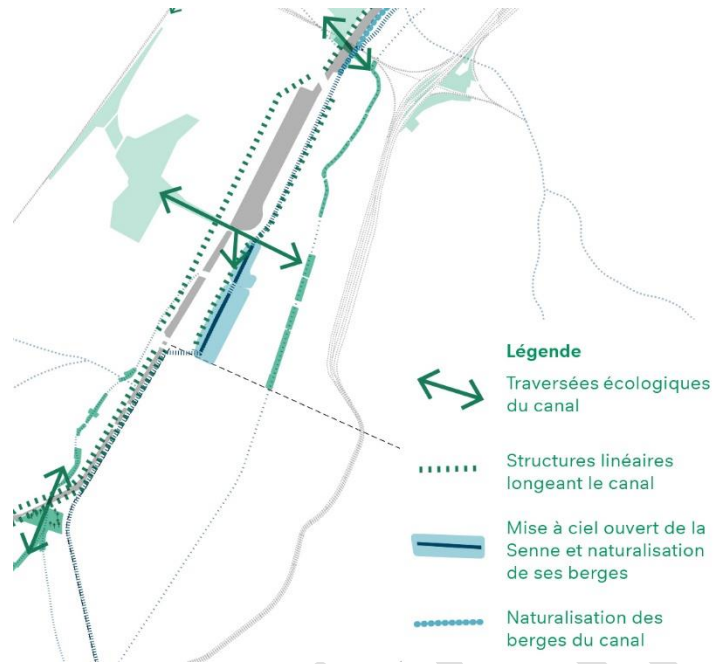 Légende
Traversées écologiques
du canal
Structures linéaires
longeant le canal
Mise à ciel ouvert de la
Senne et naturalisation
de ses berges
Naturalisation des
berges du canal